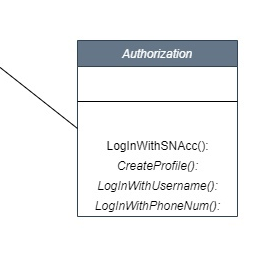 Authorization
LogInWithSNAcc():
CreateProfile():
LogInWithUsername():
LogInWithPhoneNum():